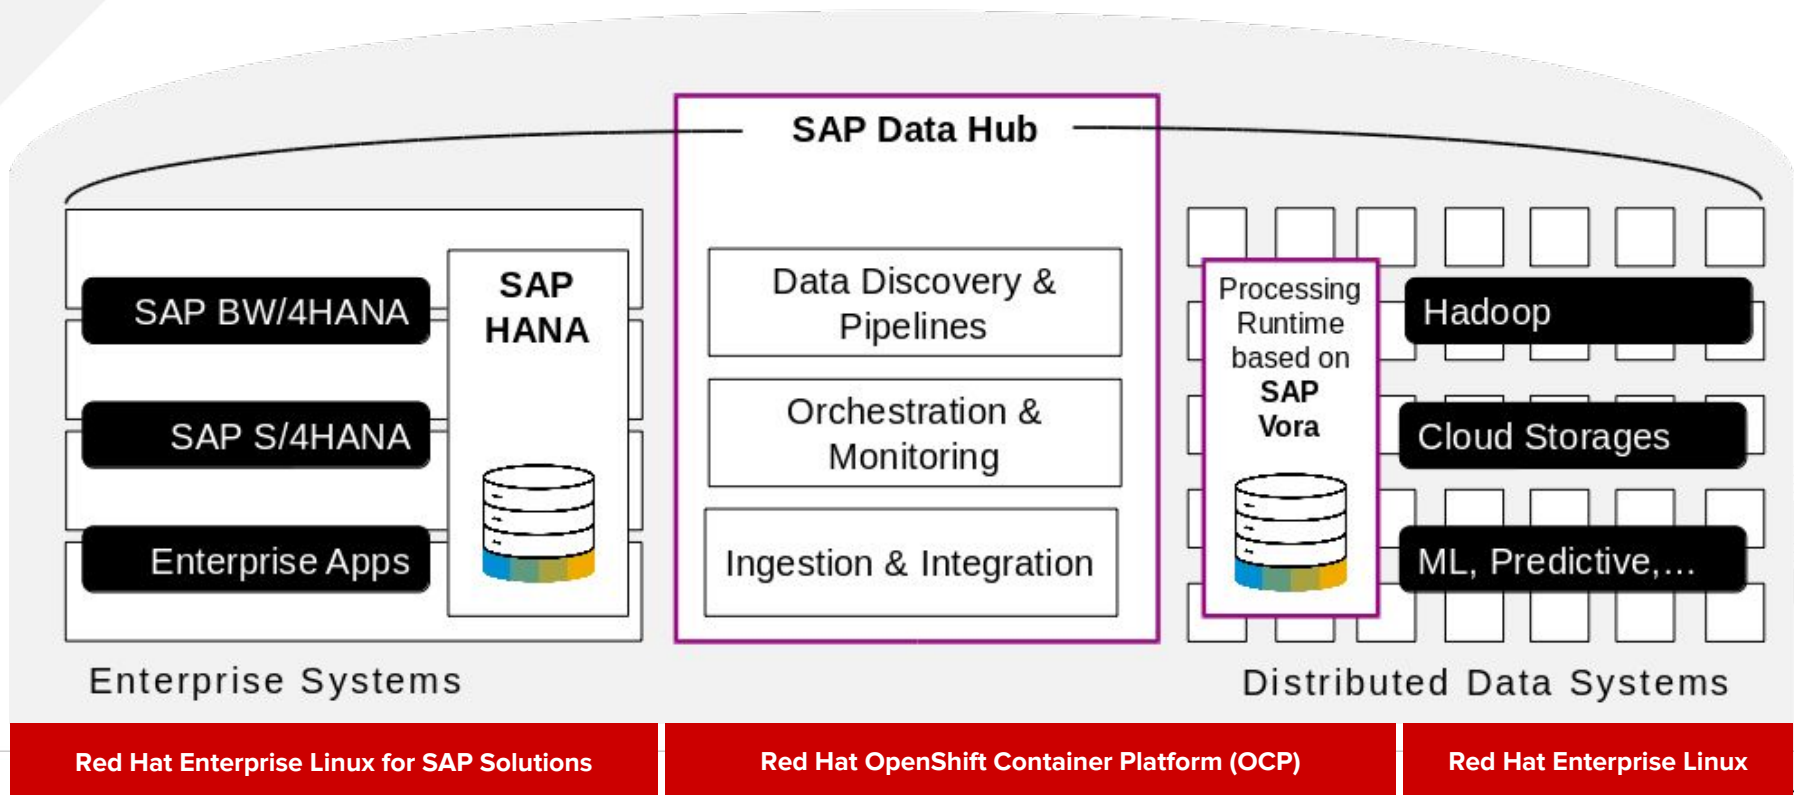 SAP Data Hub
SAP BW/4HANA
SAP S/4HANA
Enterprise Apps
SAP
HANA
Enterprise Systems
Data Discovery &
Pipelines
Orchestration &
Monitoring
Ingestion & Integration
Processing
Runtime
based on
SAP
Vora
Hadoop
Cloud Storages
ML, Predictive,...
Distributed Data Systems
Red Hat Enterprise Linux for SAP Solutions
Red Hat OpenShift Container Platform (OCP)
Red Hat Enterprise Linux